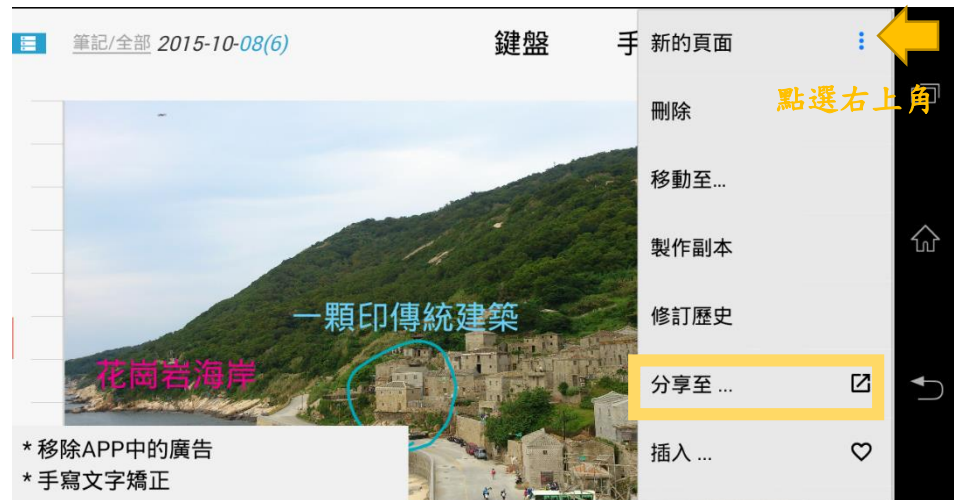 筆記/全部 2015-10-08(6)
鍵盤
手
新的頁面
點選右上角
刪除
移動至...
製作副本
修訂歷史
分享至 ...
插入 ...
一顆印傳統建築
花崗岩海岸
* 移除APP中的廣告
* 手寫文字矯正